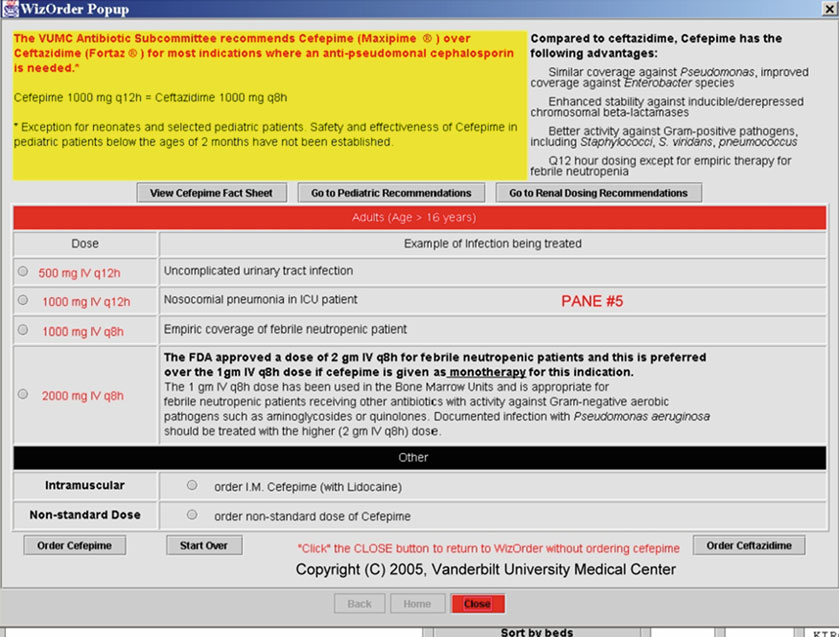 WizOrder Popup
The VUMC Antibiotic Subcommittee recommends Cefepime (Maxipime ® ) over
Ceftazidime (Fortaz ® ) for most indications where an anti-pseudomonal cephalosporin
is needed.*
Cefepime 1000 mg q12h = Ceftazidime 1000 mg q8h
* Exception for neonates and selected pediatric patients. Safety and effectiveness of Cefepime in
pediatric patients below the ages of 2 months have not been established.
Compared to ceftazidime, Cefepime has the
following advantages:
Similar coverage against Pseudomonas, improved
coverage against Enterobacter species
Enhanced stability against inducible/derepressed
chromosomal beta-lactamases
Better activity against Gram-positive pathogens,
including Staphylococci, S. viridans, pneumococcus
Q12 hour dosing except for empiric therapy for
febrile neutropenia
View Cefepime Fact Sheet
Go to Pediatric Recommendations
Go to Renal Dosing Recommendations
Adults (Age > 16 years)
Dose
Example of Infection being treated
500 mg IV q12h
Uncomplicated urinary tract infection
1000 mg IV q12h
Nosocomial pneumonia in ICU patient
PANE #5
1000 mg IV q8h
Empiric coverage of febrile neutropenic patient
2000 mg IV q8h
The FDA approved a dose of 2 gm IV q8h for febrile neutropenic patients and this is preferred
over the 1gm IV q8h dose if cefepime is given as monotherapy for this indication.
The 1 gm IV q8h dose has been used in the Bone Marrow Units and is appropriate for
febrile neutropenic patients receiving other antibiotics with activity against Gram-negative aerobic
pathogens such as aminoglycosides or quinolones. Documented infection with Pseudomonas aeruginosa
should be treated with the higher (2 gm IV q8h) dose.
Other
Intramuscular
order I.M. Cefepime (with Lidocaine)
Non-standard Dose
order non-standard dose of Cefepime
Order Cefepime
Start Over
"Click" the CLOSE button to return to WizOrder without ordering cefepime
Order Ceftazidime
Copyright (C) 2005, Vanderbilt University Medical Center
Back
Home
Close
Sort by beds